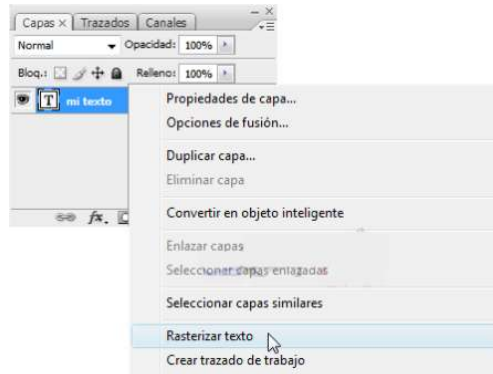 Capas × Trazados Canales
Normal Opacidad: 100%
Bloq.: Relleno: 100%
T mi texto
fx.
Propiedades de capa...
Opciones de fusión...
Duplicar capa...
Eliminar capa
Convertir en objeto inteligente
Enlazar capas
Seleccionar capas enlazadas
Seleccionar capas similares
Rasterizar texto
Crear trazado de trabajo